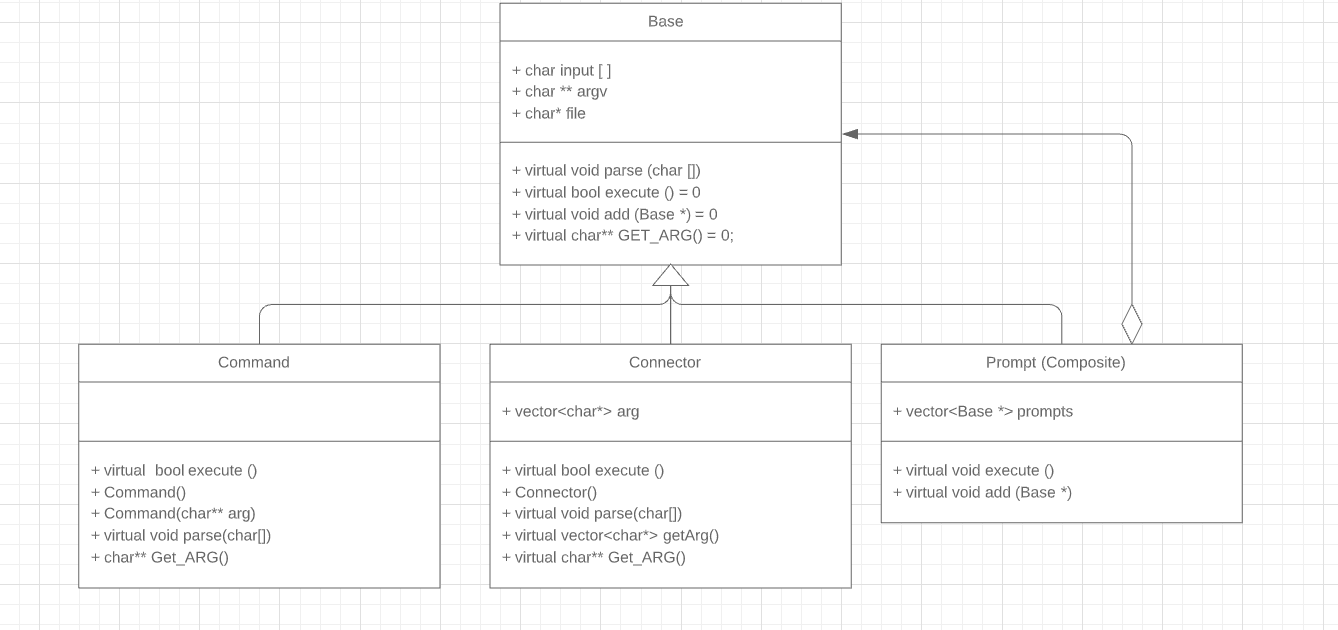 Base
+ char input [ ]
+ char ** argv
+ char* file
+ virtual void parse (char [])
+ virtual bool execute () = 0
+ virtual void add (Base *) = 0
+ virtual char** GET_ARG() = 0;
Command
+ virtual  bool execute ()
+ Command()
+ Command(char** arg)
+ virtual void parse(char[])
+ char** Get_ARG()
Connector
+ vector<char*> arg
+ virtual bool execute ()
+ Connector()
+ virtual void parse(char[])
+ virtual vector<char*> getArg()
+ virtual char** Get_ARG()
Prompt (Composite)
+ vector<Base *> prompts
+ virtual void execute ()
+ virtual void add (Base *)